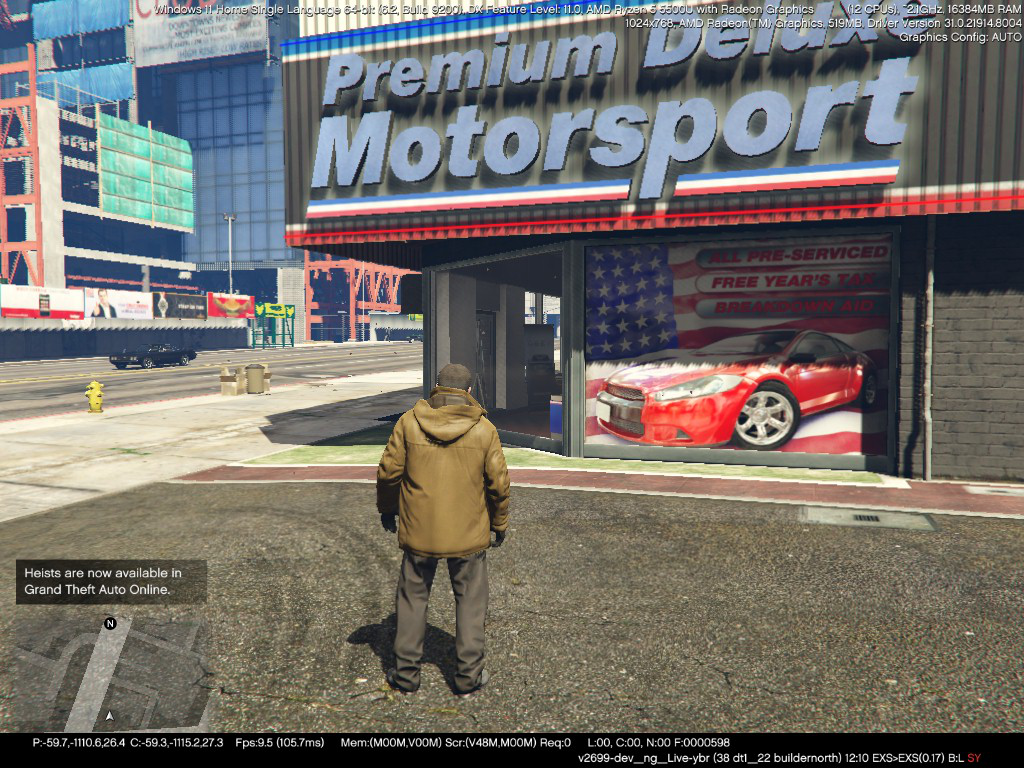 Windows 11 Home Single Language 64-bit (6.2, Build 9200), DX Feature Level: 11.0, AMD Ryzen 5 5500U with Radeon Graphics (12 CPUs), ~2.1GHz, 16384MB RAM
1024x768, AMD Radeon(TM) Graphics, 519MB, Driver Version 31.0.21914.8004
Graphics Config: AUTO
Premium Deluxe
Motorsport
ALL PRE-SERVICED
FREE YEAR'S TAX
BREAKDOWN AID
Heists are now available in
Grand Theft Auto Online.
N
P:-59.7,-1110.6,26.4 C:-59.3,-1115.2,27.3 Fps:9.5 (105.7ms) Mem:(M00M,V00M) Scr:(V48M,M00M) Req:0 L:00, C:00, N:00 F:0000598
v2699-dev__ng__Live-ybr (38 dt1__22 buildernorth) 12:10 EXS>EXS(0.17) B:L SY